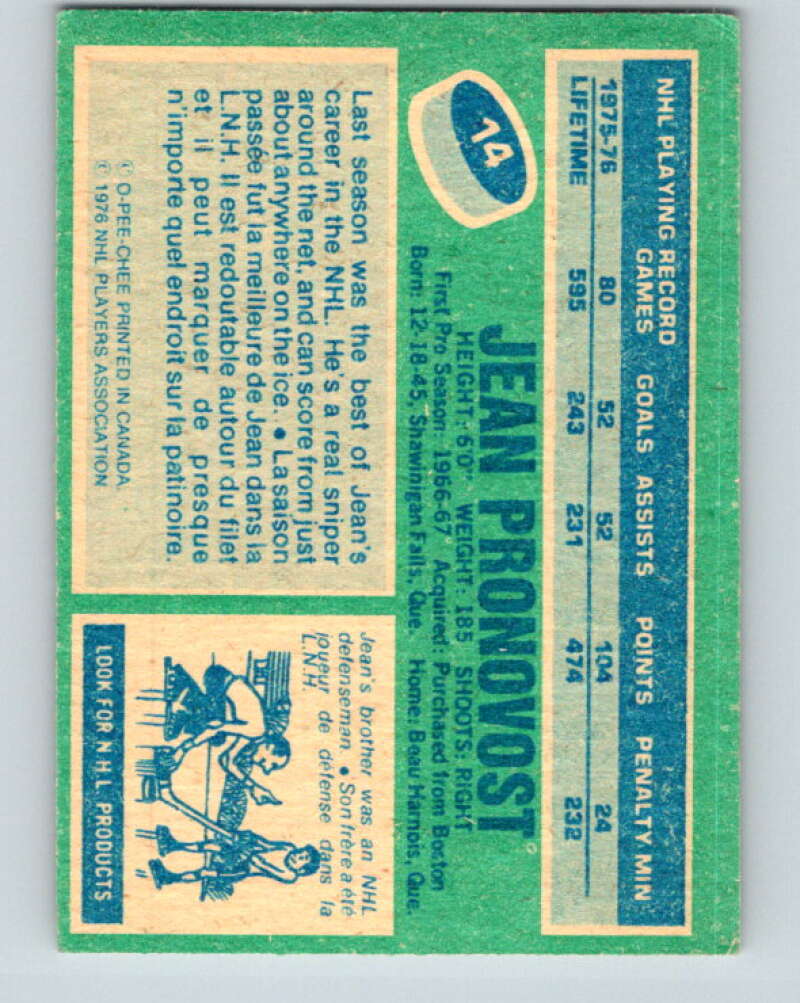 NHL PLAYING RECORD
GAMES GOALS ASSISTS POINTS PENALTY MIN
1975-76 80 52 52 104 24
LIFETIME 595 243 231 474 232
14
JEAN PRONOVOST
HEIGHT: 6'0" WEIGHT: 185 SHOOTS: RIGHT
First Pro Season: 1966-67 Acquired: Purchased from Boston
Born: 12-18-45, Shawinigan Falls, Que. Home: Beau Harnois, Que.
Last season was the best of Jean's
career in the NHL. He's a real sniper
around the net, and can score from just
about anywhere on the ice. • La saison
passée fut la meilleure de Jean dans la
L.N.H. Il est redoutable autour du filet
et il peut marquer de presque
n'importe quel endroit sur la patinoire.
© O-PEE-CHEE PRINTED IN CANADA
© 1976 NHL PLAYERS ASSOCIATION
Jean's brother was an NHL
defenseman. • Son frère a été
joueur de défense dans la
L.N.H.
LOOK FOR N.H.L. PRODUCTS